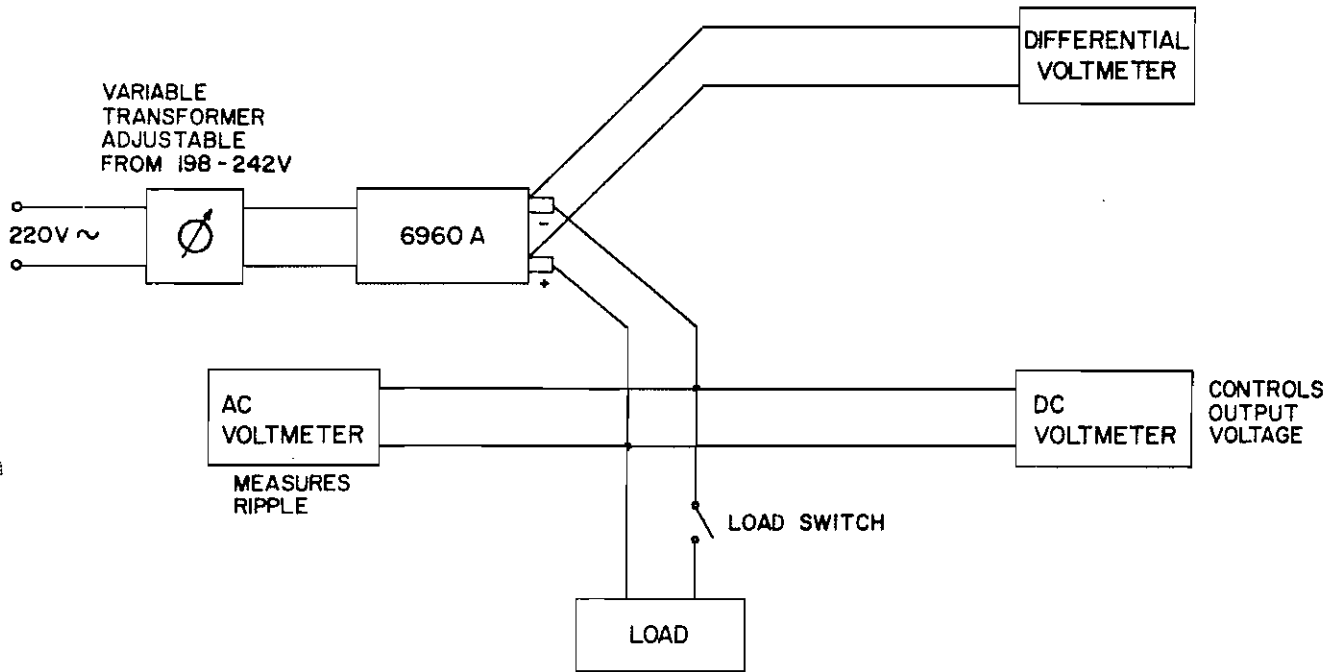 DIFFERENTIAL
VOLTMETER
VARIABLE
TRANSFORMER
ADJUSTABLE
FROM 198-242V
220V ~
6960 A
-
+
AC
VOLTMETER
MEASURES
RIPPLE
DC
VOLTMETER
CONTROLS
OUTPUT
VOLTAGE
LOAD SWITCH
LOAD